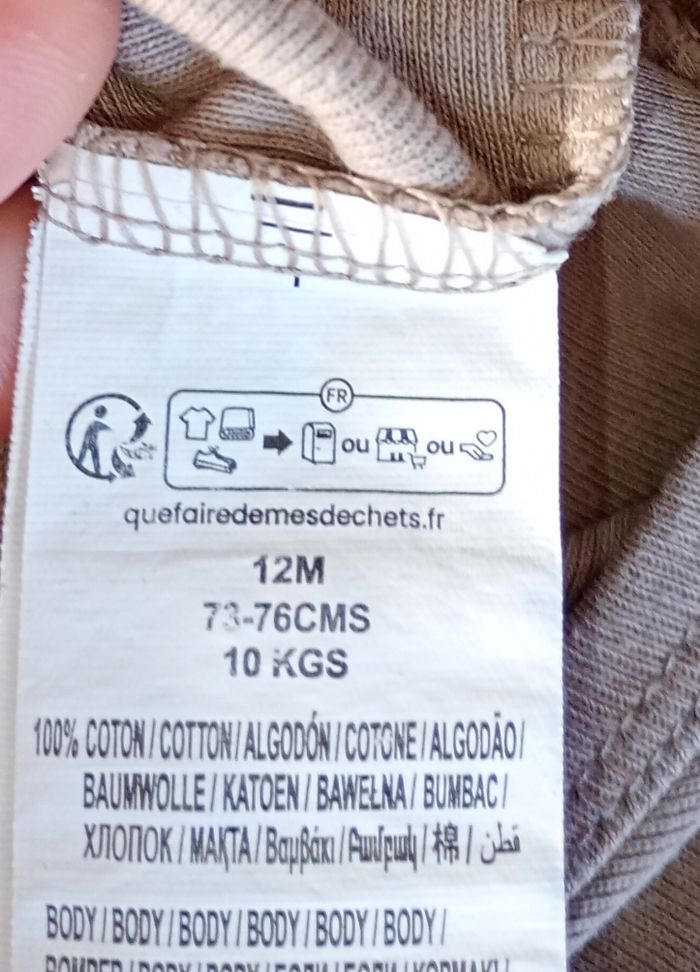 FR
ou ou
quefairedemesdechets.fr
12M
73-76CMS
10 KGS
100% COTON / COTTON / ALGODÓN / COTONE / ALGODÃO /
BAUMWOLLE / KATOEN / BAWEŁNA / BUMBAC /
ХЛОПОК / МАҚТА / Βαμβάκι / Բամբակ / 棉 / قطن
BODY / BODY / BODY / BODY / BODY / BODY /